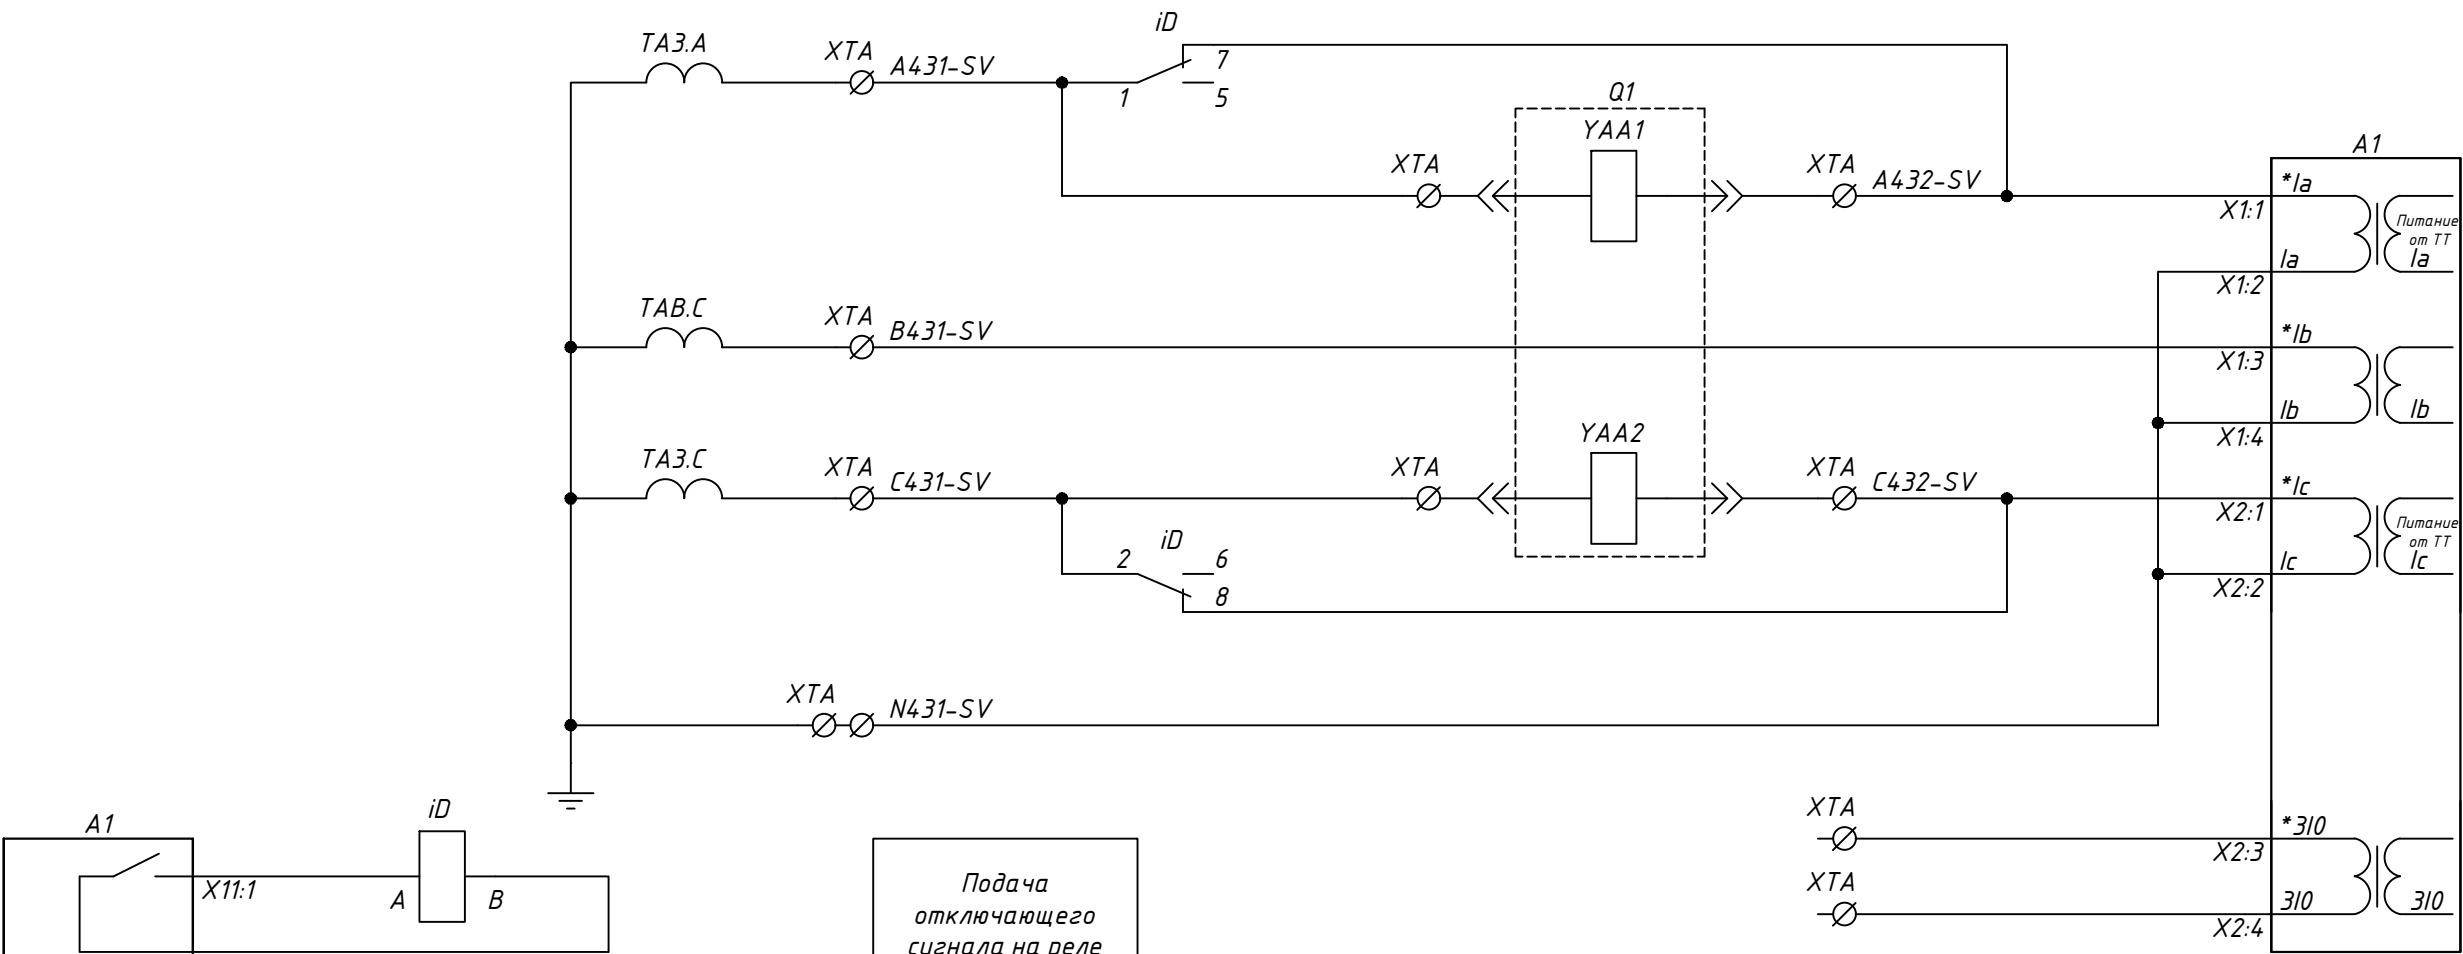 iD
TA3.A
XTA
A431-SV
7
1
5
Q1
YAA1
A1
XTA
XTA
A432-SV
*Ia
X1:1
Питание
от ТТ
Ia
Ia
X1:2
TAB.C
XTA
B431-SV
*Ib
X1:3
Ib
Ib
X1:4
YAA2
TA3.C
XTA
C431-SV
XTA
XTA
C432-SV
*Ic
X2:1
Питание
от ТТ
iD
2
6
Ic
Ic
X2:2
8
XTA
N431-SV
A1
iD
X11:1
A
B
Подача
отключающего
сигнала на реле
XTA
*3I0
X2:3
XTA
3I0
3I0
X2:4